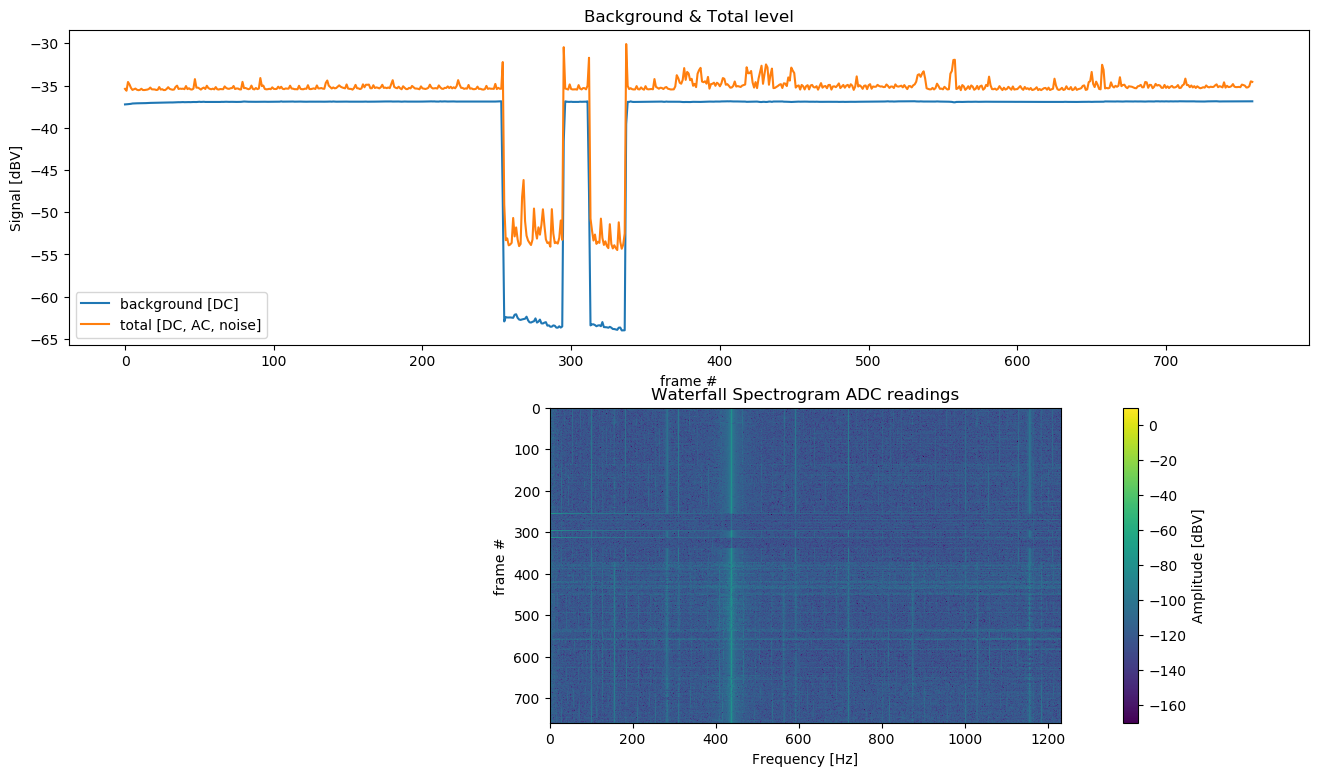 Background & Total level
Signal [dBV]
−30
−35
−40
−45
−50
−55
−60
−65
background [DC]
total [DC, AC, noise]
0 100 200 300 400 500 600 700
frame #
Waterfall Spectrogram ADC readings
frame #
0
100
200
300
400
500
600
700
0 200 400 600 800 1000 1200
Frequency [Hz]
0
−20
−40
−60
−80
−100
−120
−140
−160
Amplitude [dBV]